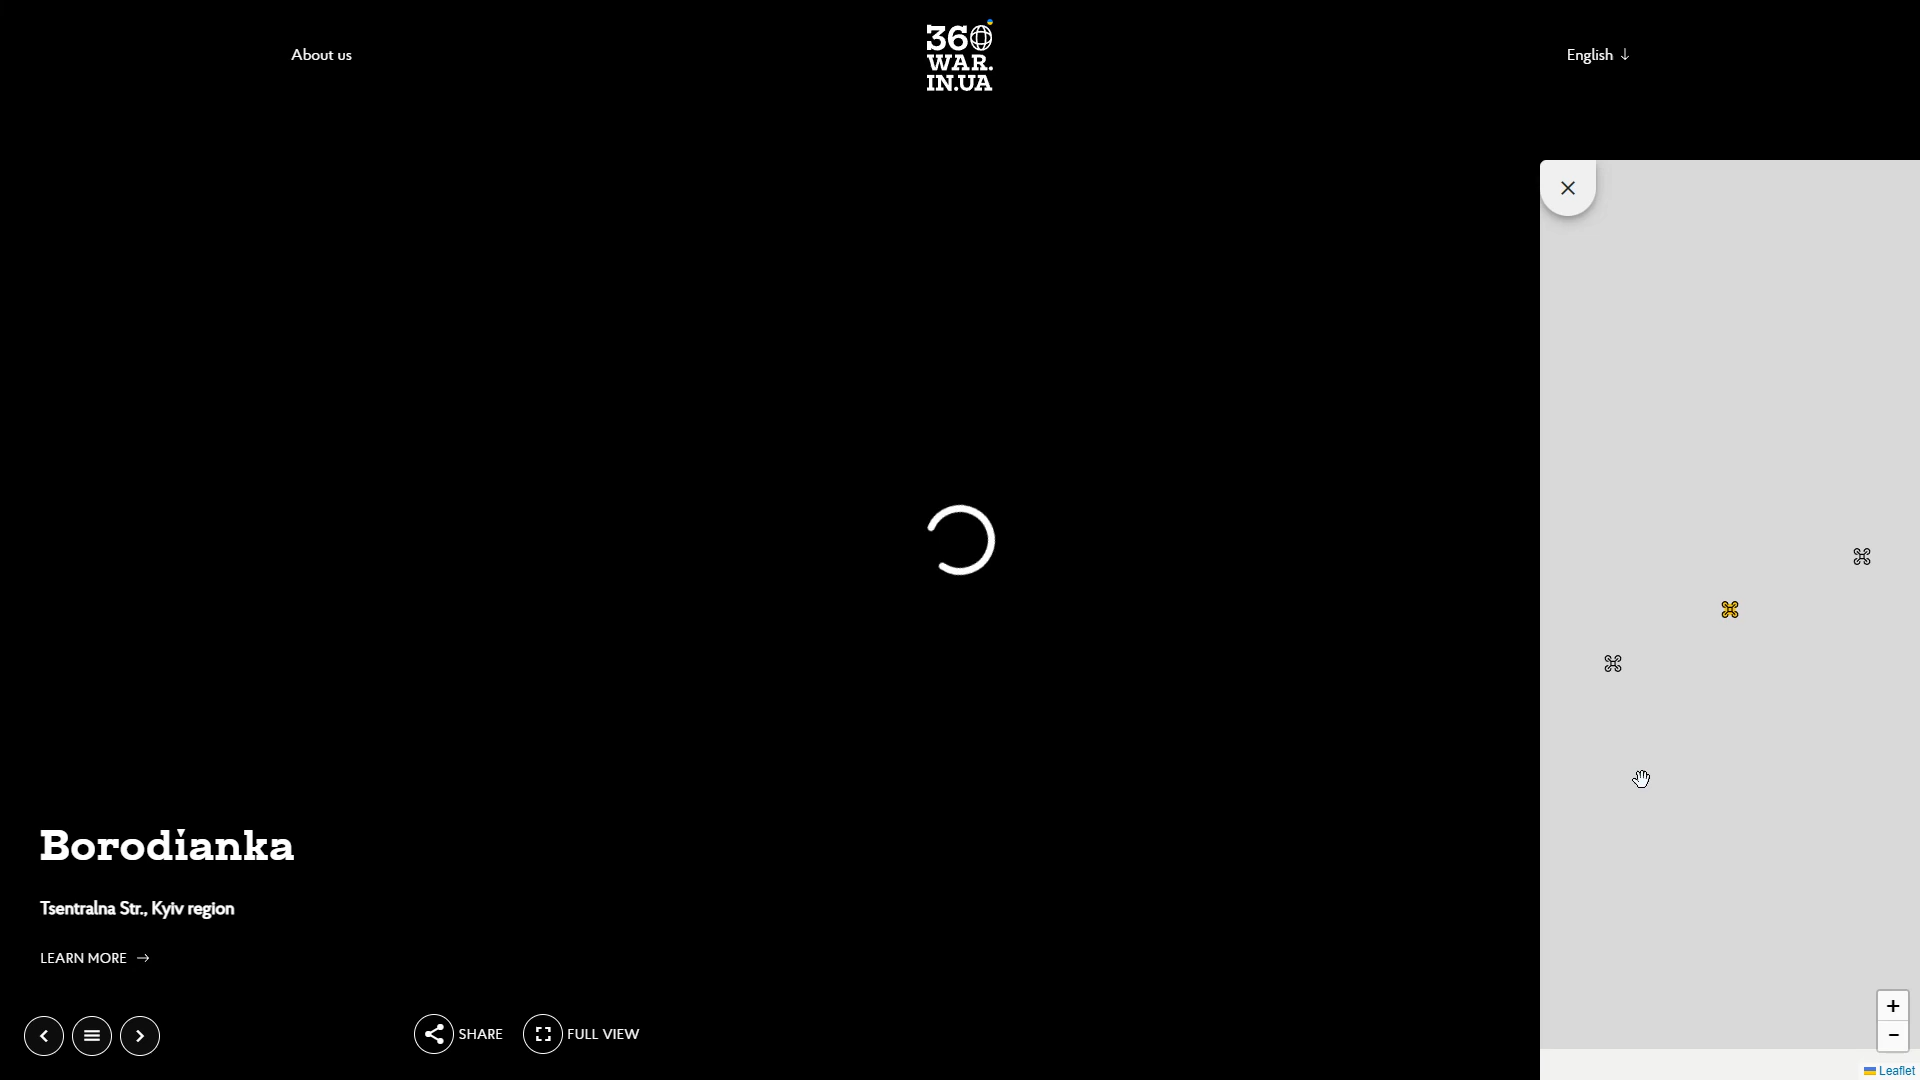 About us
360
WAR.
IN.UA
English ↓
Borodianka
Tsentralna Str., Kyiv region
LEARN MORE →
SHARE
FULL VIEW
+
−
Leaflet